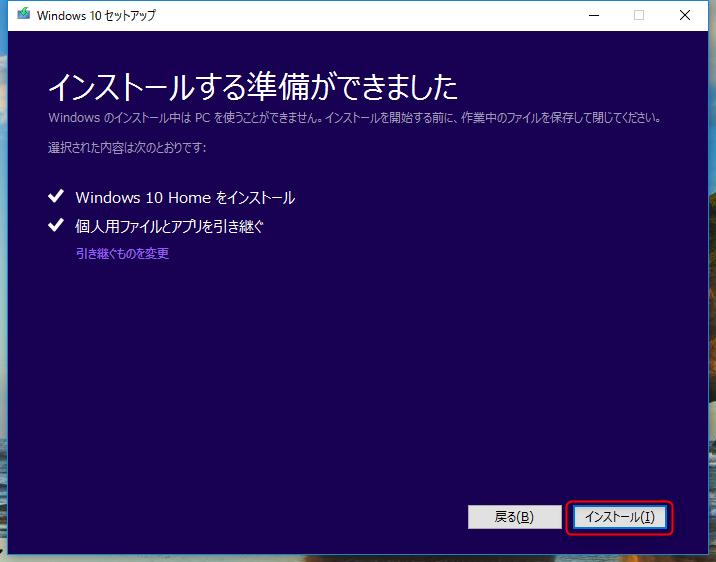 Windows 10 セットアップ
インストールする準備ができました
Windows のインストール中は PC を使うことができません。インストールを開始する前に、作業中のファイルを保存して閉じてください。
選択された内容は次のとおりです:
Windows 10 Home をインストール
個人用ファイルとアプリを引き継ぐ
引き継ぐものを変更
戻る(B)
インストール(I)